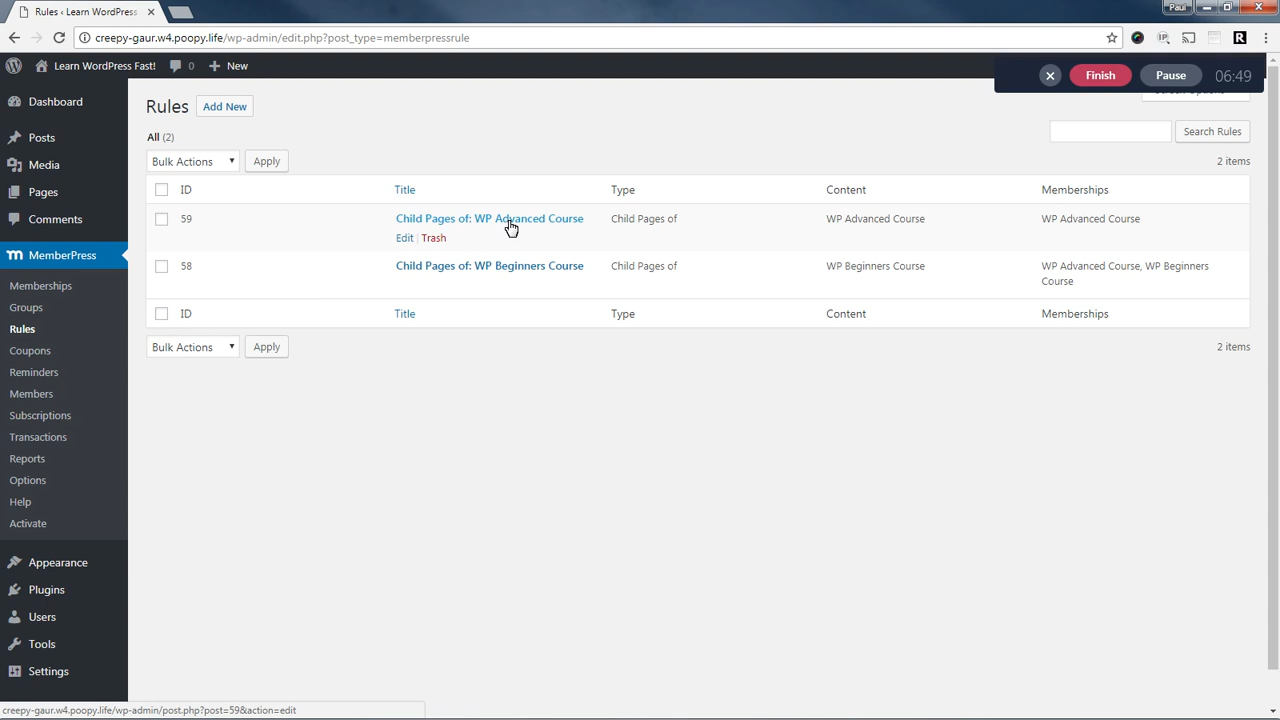 Rules ‹ Learn WordPress Fast!
Paul
creepy-gaur.w4.poopy.life/wp-admin/edit.php?post_type=memberpressrule
Learn WordPress Fast! 0 + New
Finish Pause 06:49
Dashboard
Posts
Media
Pages
Comments
MemberPress
Memberships
Groups
Rules
Coupons
Reminders
Members
Subscriptions
Transactions
Reports
Options
Help
Activate
Appearance
Plugins
Users
Tools
Settings
Rules Add New
All (2)
Search Rules
Bulk Actions Apply 2 items
ID Title Type Content Memberships
59 Child Pages of: WP Advanced Course Child Pages of WP Advanced Course WP Advanced Course
Edit | Trash
58 Child Pages of: WP Beginners Course Child Pages of WP Beginners Course WP Advanced Course, WP Beginners
Course
ID Title Type Content Memberships
Bulk Actions Apply 2 items
creepy-gaur.w4.poopy.life/wp-admin/post.php?post=59&action=edit